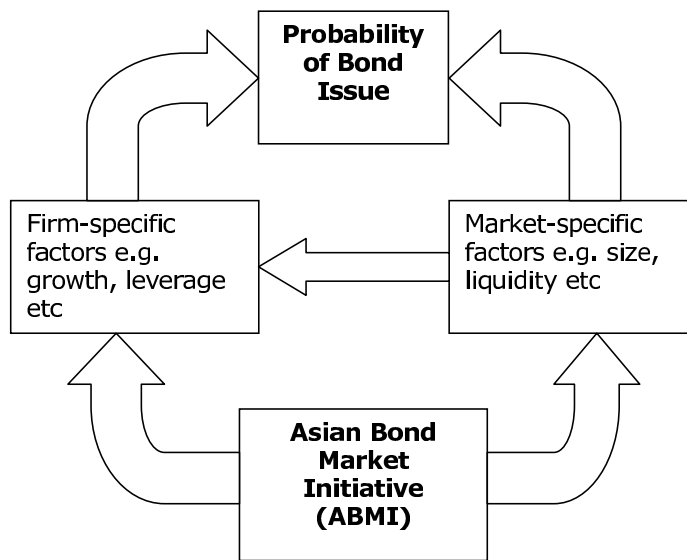 Probability
of Bond
Issue
Firm-specific
factors e.g.
growth, leverage
etc
Market-specific
factors e.g. size,
liquidity etc
Asian Bond
Market
Initiative
(ABMI)